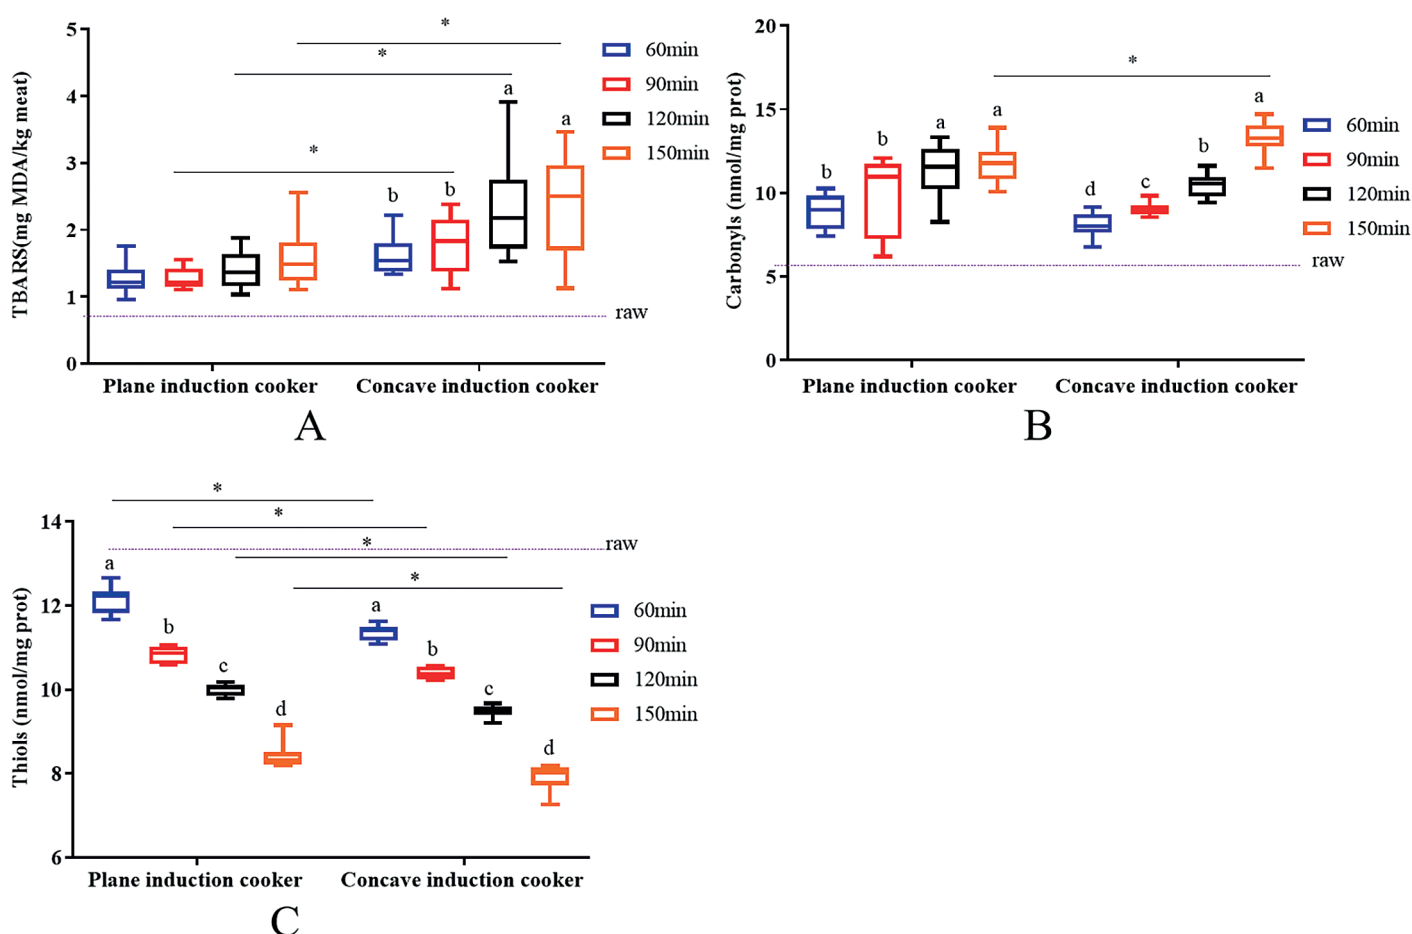 *
*
*
a
a
b
b
TBARS(mg MDA/kg meat)
5
4
3
2
1
0
60min
90min
120min
150min
raw
Plane induction cooker
Concave induction cooker
A
*
a
a
b
b
a
b
c
d
Carbonyls (nmol/mg prot)
20
15
10
5
0
60min
90min
120min
150min
raw
Plane induction cooker
Concave induction cooker
B
*
*
*
*
raw
a
b
c
d
a
b
c
d
Thiols (nmol/mg prot)
14
12
10
8
6
60min
90min
120min
150min
Plane induction cooker
Concave induction cooker
C